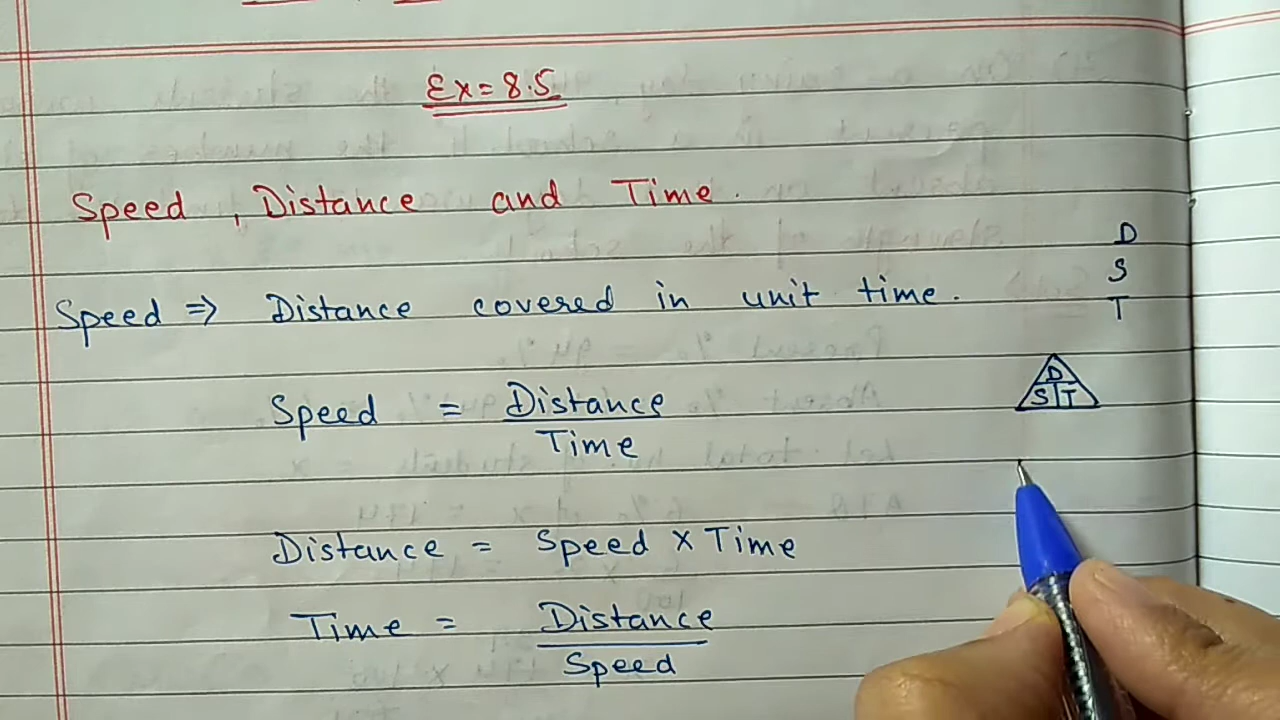 Ex = 8.5
Speed , Distance and Time .
D
S
T
Speed => Distance covered in unit time .
D
S T
Speed = Distance
Time
Distance = Speed x Time
Time = Distance
Speed